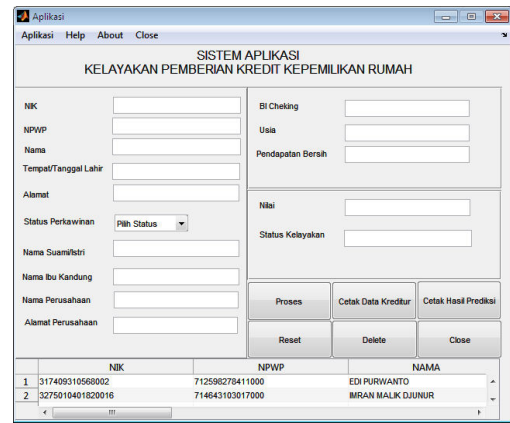 Aplikasi
Aplikasi Help About Close
SISTEM APLIKASI
KELAYAKAN PEMBERIAN KREDIT KEPEMILIKAN RUMAH
NIK
NPWP
Nama
Tempat/Tanggal Lahir
Alamat
Status Perkawinan Pilih Status
Nama Suami/Istri
Nama Ibu Kandung
Nama Perusahaan
Alamat Perusahaan
BI Cheking
Usia
Pendapatan Bersih
Nilai
Status Kelayakan
Proses Cetak Data Kreditur Cetak Hasil Prediksi
Reset Delete Close
NIK NPWP NAMA
1 317409310568002 712598278411000 EDI PURWANTO
2 3275010401820016 714643103017000 IMRAN MALIK DJUNUR